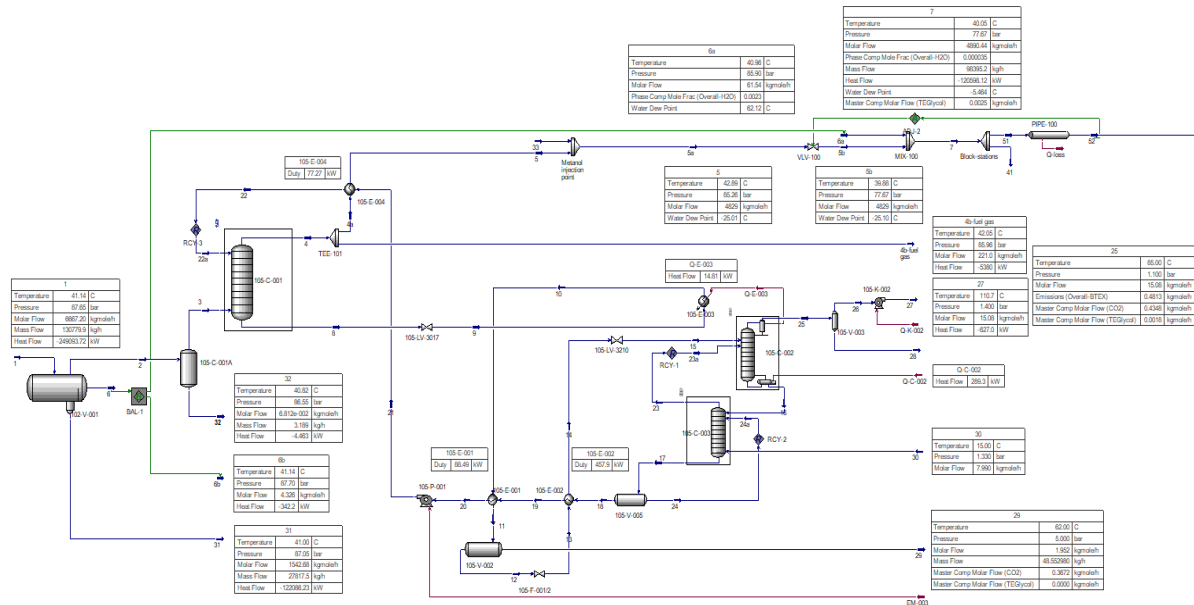 7
Temperature 40.05 C
Pressure 77.67 bar
Molar Flow 4890.44 kgmole/h
Phase Comp Mole Frac (Overall-H2O) 0.000035
Mass Flow 98395.2 kg/h
Heat Flow -120596.12 kW
Water Dew Point -5.464 C
Master Comp Molar Flow (TEGlycol) 0.0025 kgmole/h
6a
Temperature 40.96 C
Pressure 85.90 bar
Molar Flow 61.54 kgmole/h
Phase Comp Mole Frac (Overall-H2O) 0.0023
Water Dew Point 62.12 C
33
5
Metanol injection point
5a
VLV-100
6a
5b
MIX-100
7
Block-stations
51
41
PIPE-100
Q-loss
52
105-E-004
Duty 77.27 kW
22
105-E-004
4a
RCY-3
22a
4
TEE-101
105-C-001
5
Temperature 42.89 C
Pressure 85.26 bar
Molar Flow 4829 kgmole/h
Water Dew Point -25.01 C
5b
Temperature 39.88 C
Pressure 77.67 bar
Molar Flow 4829 kgmole/h
Water Dew Point -25.10 C
4b-fuel gas
4b-fuel gas
Temperature 42.05 C
Pressure 85.98 bar
Molar Flow 221.0 kgmole/h
Heat Flow -5380 kW
25
Temperature 65.00 C
Pressure 1.100 bar
Molar Flow 15.08 kgmole/h
Emissions (Overall-BTEX) 0.4813 kgmole/h
Master Comp Molar Flow (CO2) 0.4348 kgmole/h
Master Comp Molar Flow (TEGlycol) 0.0018 kgmole/h
27
Temperature 110.7 C
Pressure 1.400 bar
Molar Flow 15.08 kgmole/h
Heat Flow -627.0 kW
1
Temperature 41.14 C
Pressure 87.65 bar
Molar Flow 6667.20 kgmole/h
Mass Flow 130779.9 kg/h
Heat Flow -249093.72 kW
Q-E-003
Heat Flow 14.81 kW
Q-E-003
105-E-003
10
3
8
105-LV-3017
9
105-K-002
26
27
Q-K-002
25
105-V-003
28
105-LV-3210
15
RCY-1
23a
105-C-002
Q-C-002
Q-C-002
Heat Flow 289.3 kW
1
2
105-C-001A
102-V-001
6
BAL-1
32
32
Temperature 40.82 C
Pressure 86.55 bar
Molar Flow 6.812e-002 kgmole/h
Mass Flow 3.189 kg/h
Heat Flow -4.463 kW
6b
6b
Temperature 41.14 C
Pressure 87.70 bar
Molar Flow 4.326 kgmole/h
Heat Flow -342.2 kW
31
31
Temperature 41.00 C
Pressure 87.05 bar
Molar Flow 1542.68 kgmole/h
Mass Flow 27817.5 kg/h
Heat Flow -122086.23 kW
21
14
16
23
24a
105-C-003
RCY-2
17
30
30
Temperature 15.00 C
Pressure 1.330 bar
Molar Flow 7.990 kgmole/h
105-E-001
Duty 88.49 kW
105-E-002
Duty 457.9 kW
105-P-001
20
105-E-001
19
105-E-002
18
105-V-005
24
11
13
105-V-002
12
105-F-001/2
29
29
Temperature 62.00 C
Pressure 5.000 bar
Molar Flow 1.952 kgmole/h
Mass Flow 48.552980 kg/h
Master Comp Molar Flow (CO2) 0.3672 kgmole/h
Master Comp Molar Flow (TEGlycol) 0.0000 kgmole/h
EM-003